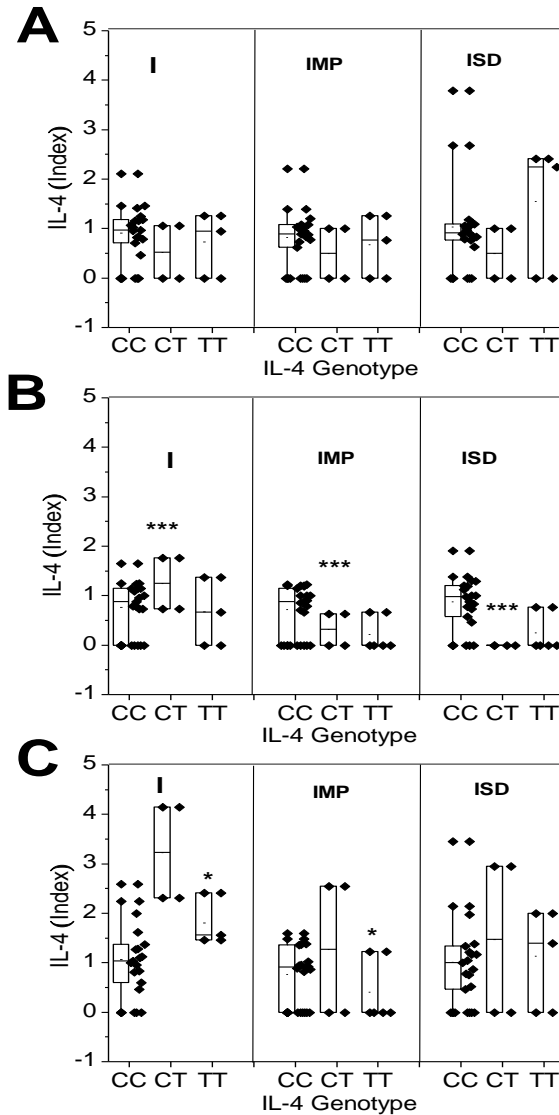 A
I IMP ISD
5
4
3
2
1
0
-1
IL-4 (Index)
CC CT TT CC CT TT CC CT TT
IL-4 Genotype
B
I IMP ISD
5
4
3
2
1
0
-1
IL-4 (Index)
*** *** ***
CC CT TT CC CT TT CC CT TT
IL-4 Genotype
C
I IMP ISD
5
4
3
2
1
0
-1
IL-4 (Index)
* *
CC CT TT CC CT TT CC CT TT
IL-4 Genotype